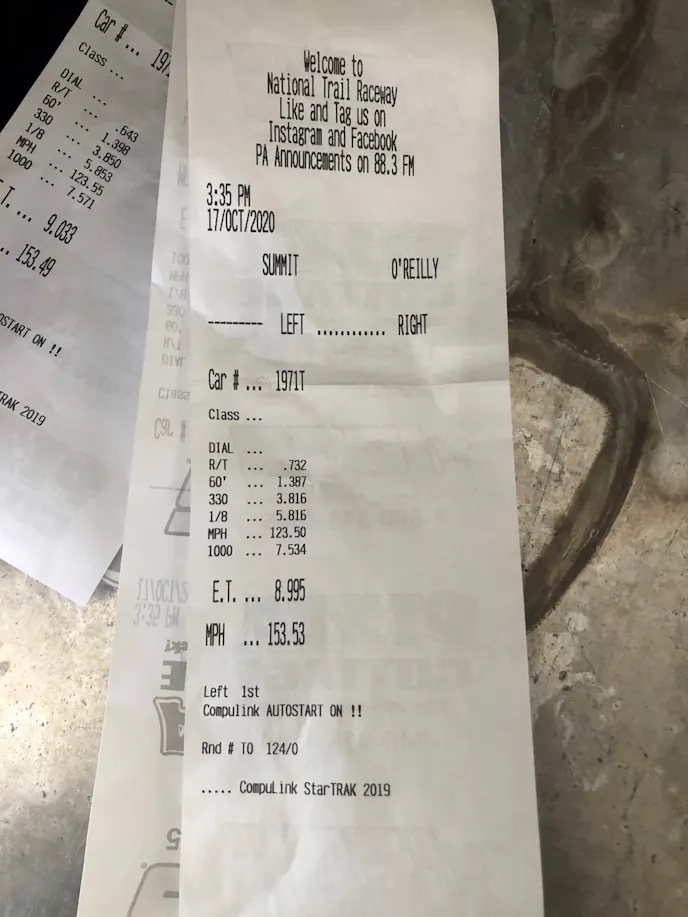 Welcome to
National Trail Raceway
Like and Tag us on
Instagram and Facebook
PA Announcements on 88.3 FM
3:35 PM
17/OCT/2020
SUMMIT O'REILLY
--------- LEFT ............ RIGHT
Car # ... 1971T
Class ...
DIAL ...
R/T ... .732
60' ... 1.387
330 ... 3.816
1/8 ... 5.816
MPH ... 123.50
1000 ... 7.534
E.T. ... 8.995
MPH ... 153.53
Left 1st
Compulink AUTOSTART ON !!
Rnd # TO 124/0
..... CompuLink StarTRAK 2019
Car # ... 197
Class ...
DIAL ...
R/T ... .643
60' ... 1.398
330 ... 3.850
1/8 ... 5.853
MPH ... 123.55
1000 ... 7.571
T. ... 9.033
.. 153.49
OSTART ON !!
RAK 2019